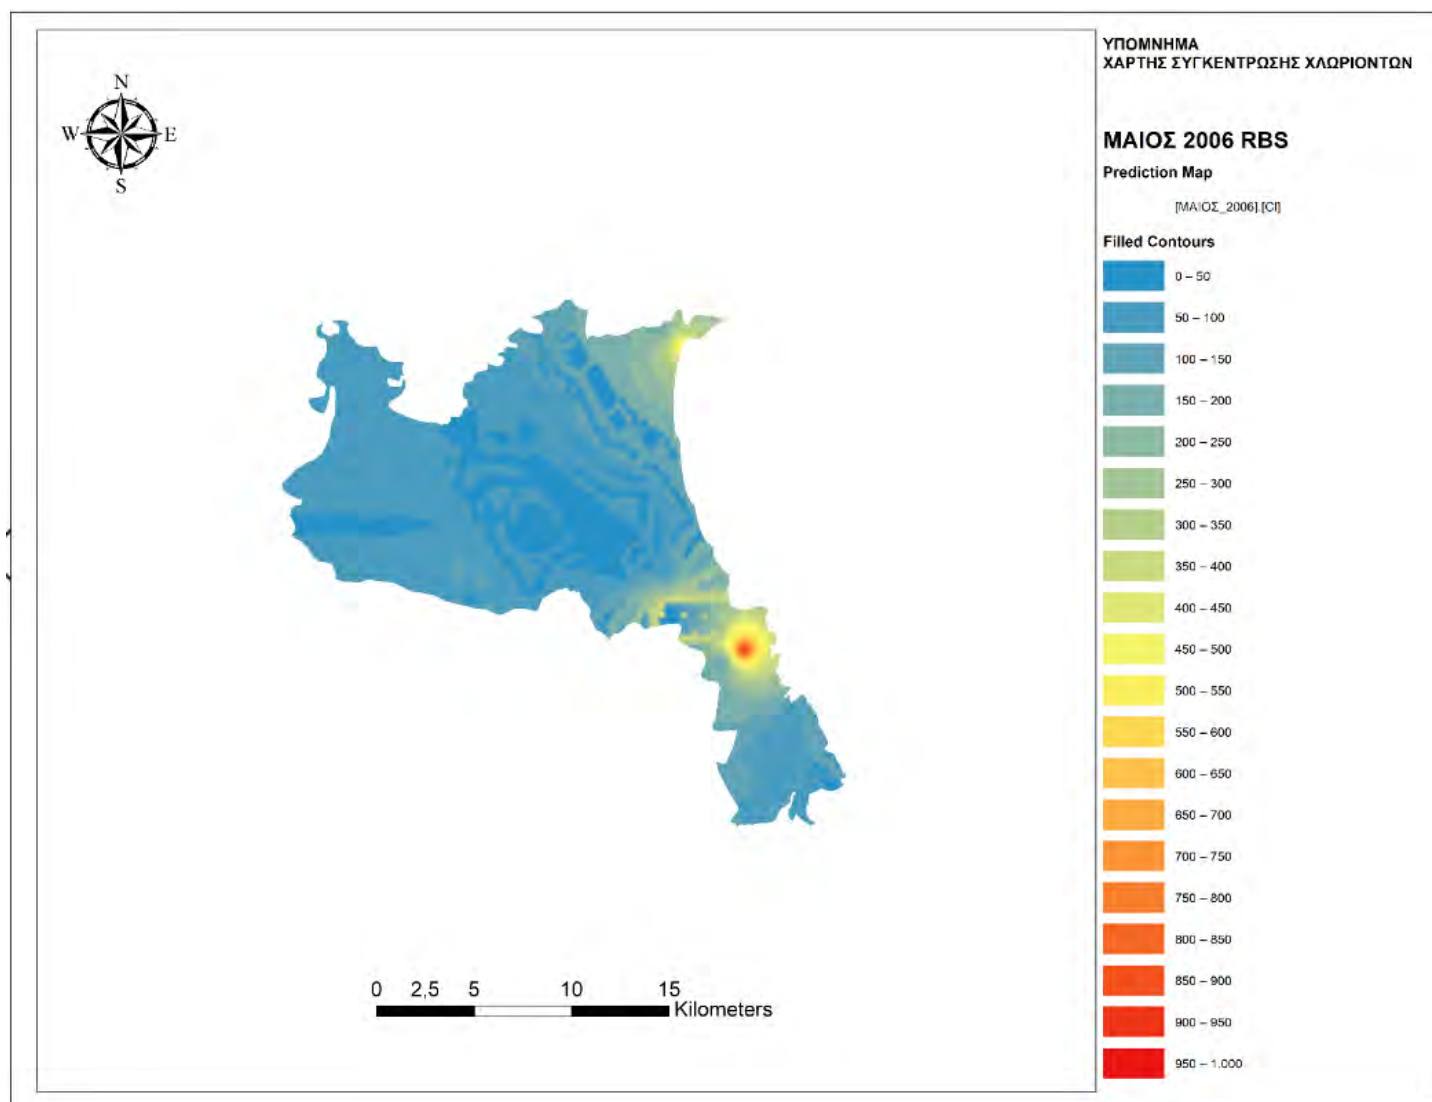 ΥΠΟΜΝΗΜΑ
ΧΑΡΤΗΣ ΣΥΓΚΕΝΤΡΩΣΗΣ ΧΛΩΡΙΟΝΤΩΝ
ΜΑΙΟΣ 2006 RBS
Prediction Map
[ΜΑΙΟΣ_2006].[Cl]
Filled Contours
0 – 50
50 – 100
100 – 150
150 – 200
200 – 250
250 – 300
300 – 350
350 – 400
400 – 450
450 – 500
500 – 550
550 – 600
600 – 650
650 – 700
700 – 750
750 – 800
800 – 850
850 – 900
900 – 950
950 – 1.000
N
W E
S
0 2,5 5 10 15
Kilometers